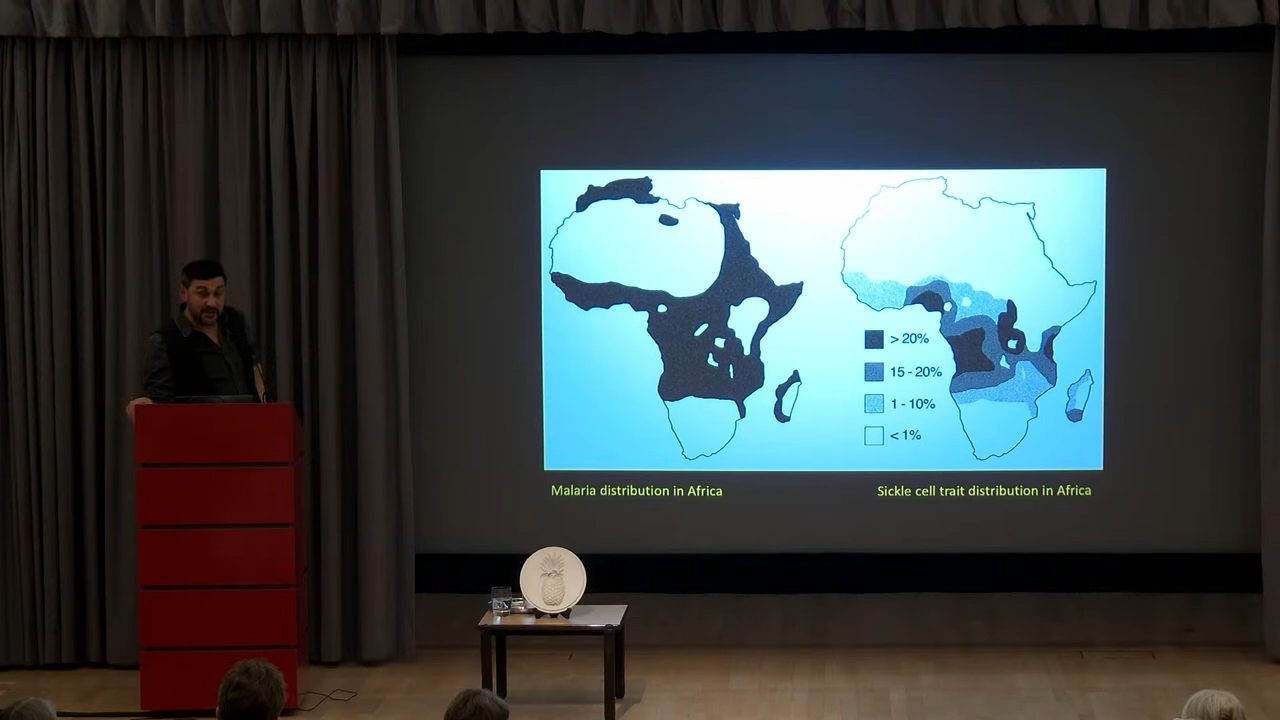 > 20%
15 - 20%
1 - 10%
< 1%
Malaria distribution in Africa
Sickle cell trait distribution in Africa